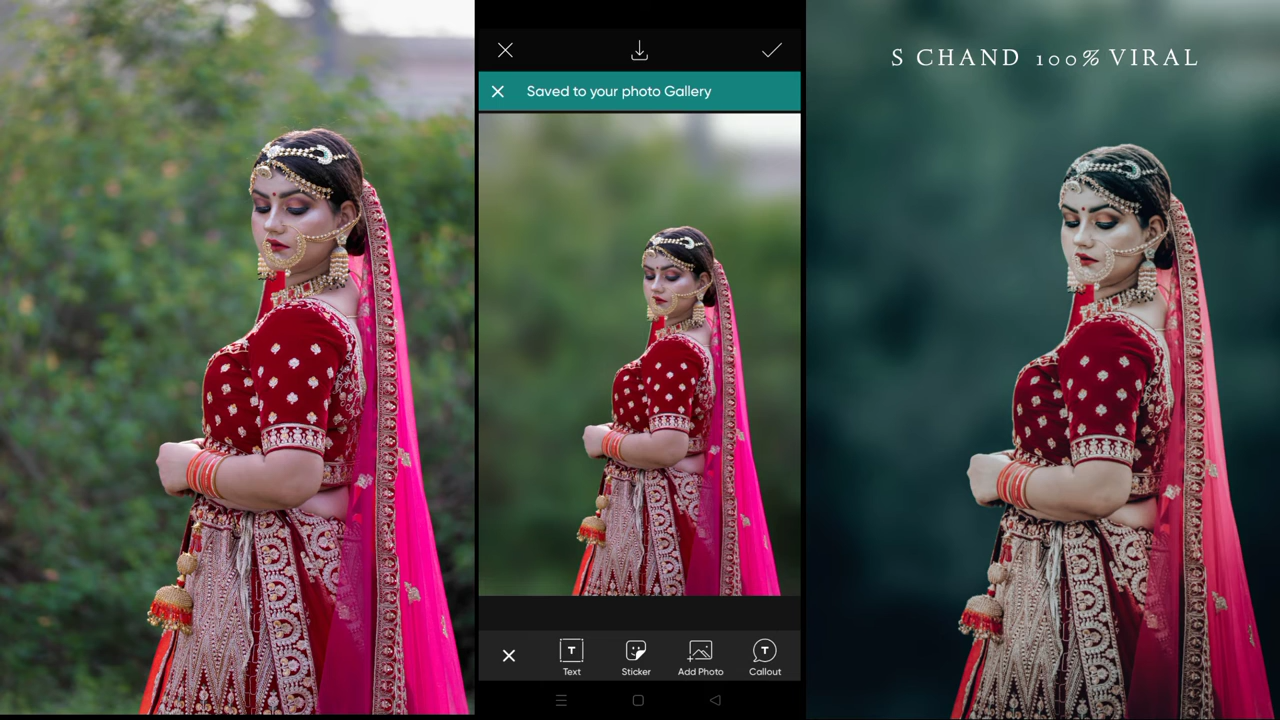 Saved to your photo Gallery
S CHAND 100% VIRAL
Text
Sticker
Add Photo
Callout